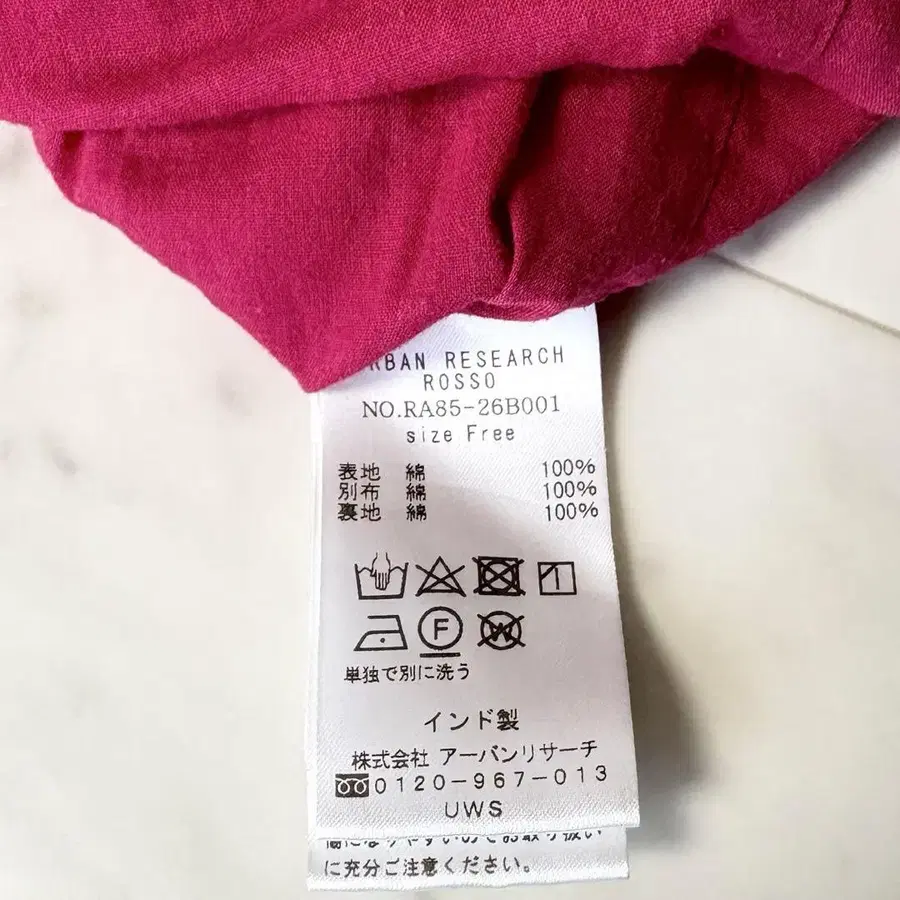 RBAN RESEARCH
ROSSO
NO.RA85-26B001
size Free
表地 綿 100%
別布 綿 100%
裏地 綿 100%
F
W
単独で別に洗う
インド製
株式会社 アーバンリサーチ
0120-967-013
UWS
に充分ご注意ください。